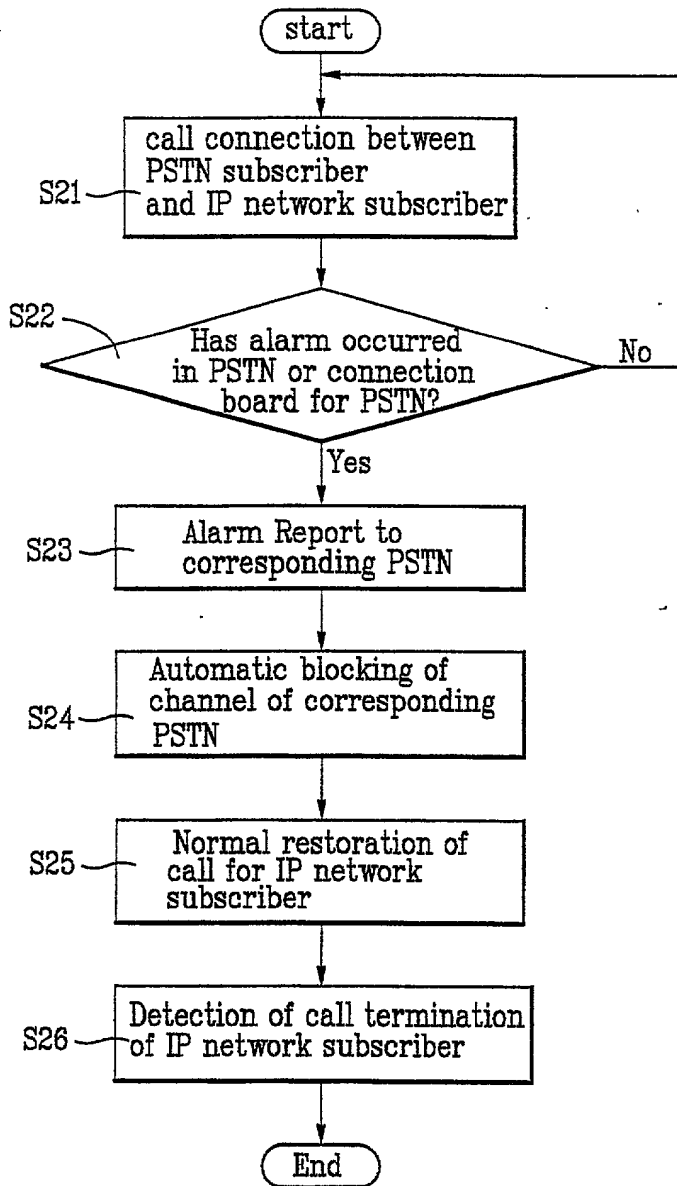 start
call connection between
PSTN subscriber
and IP network subscriber
S21
S22
Has alarm occurred
in PSTN or connection
board for PSTN?
No
Yes
S23
Alarm Report to
corresponding PSTN
S24
Automatic blocking of
channel of corresponding
PSTN
S25
Normal restoration of
call for IP network
subscriber
S26
Detection of call termination
of IP network subscriber
End